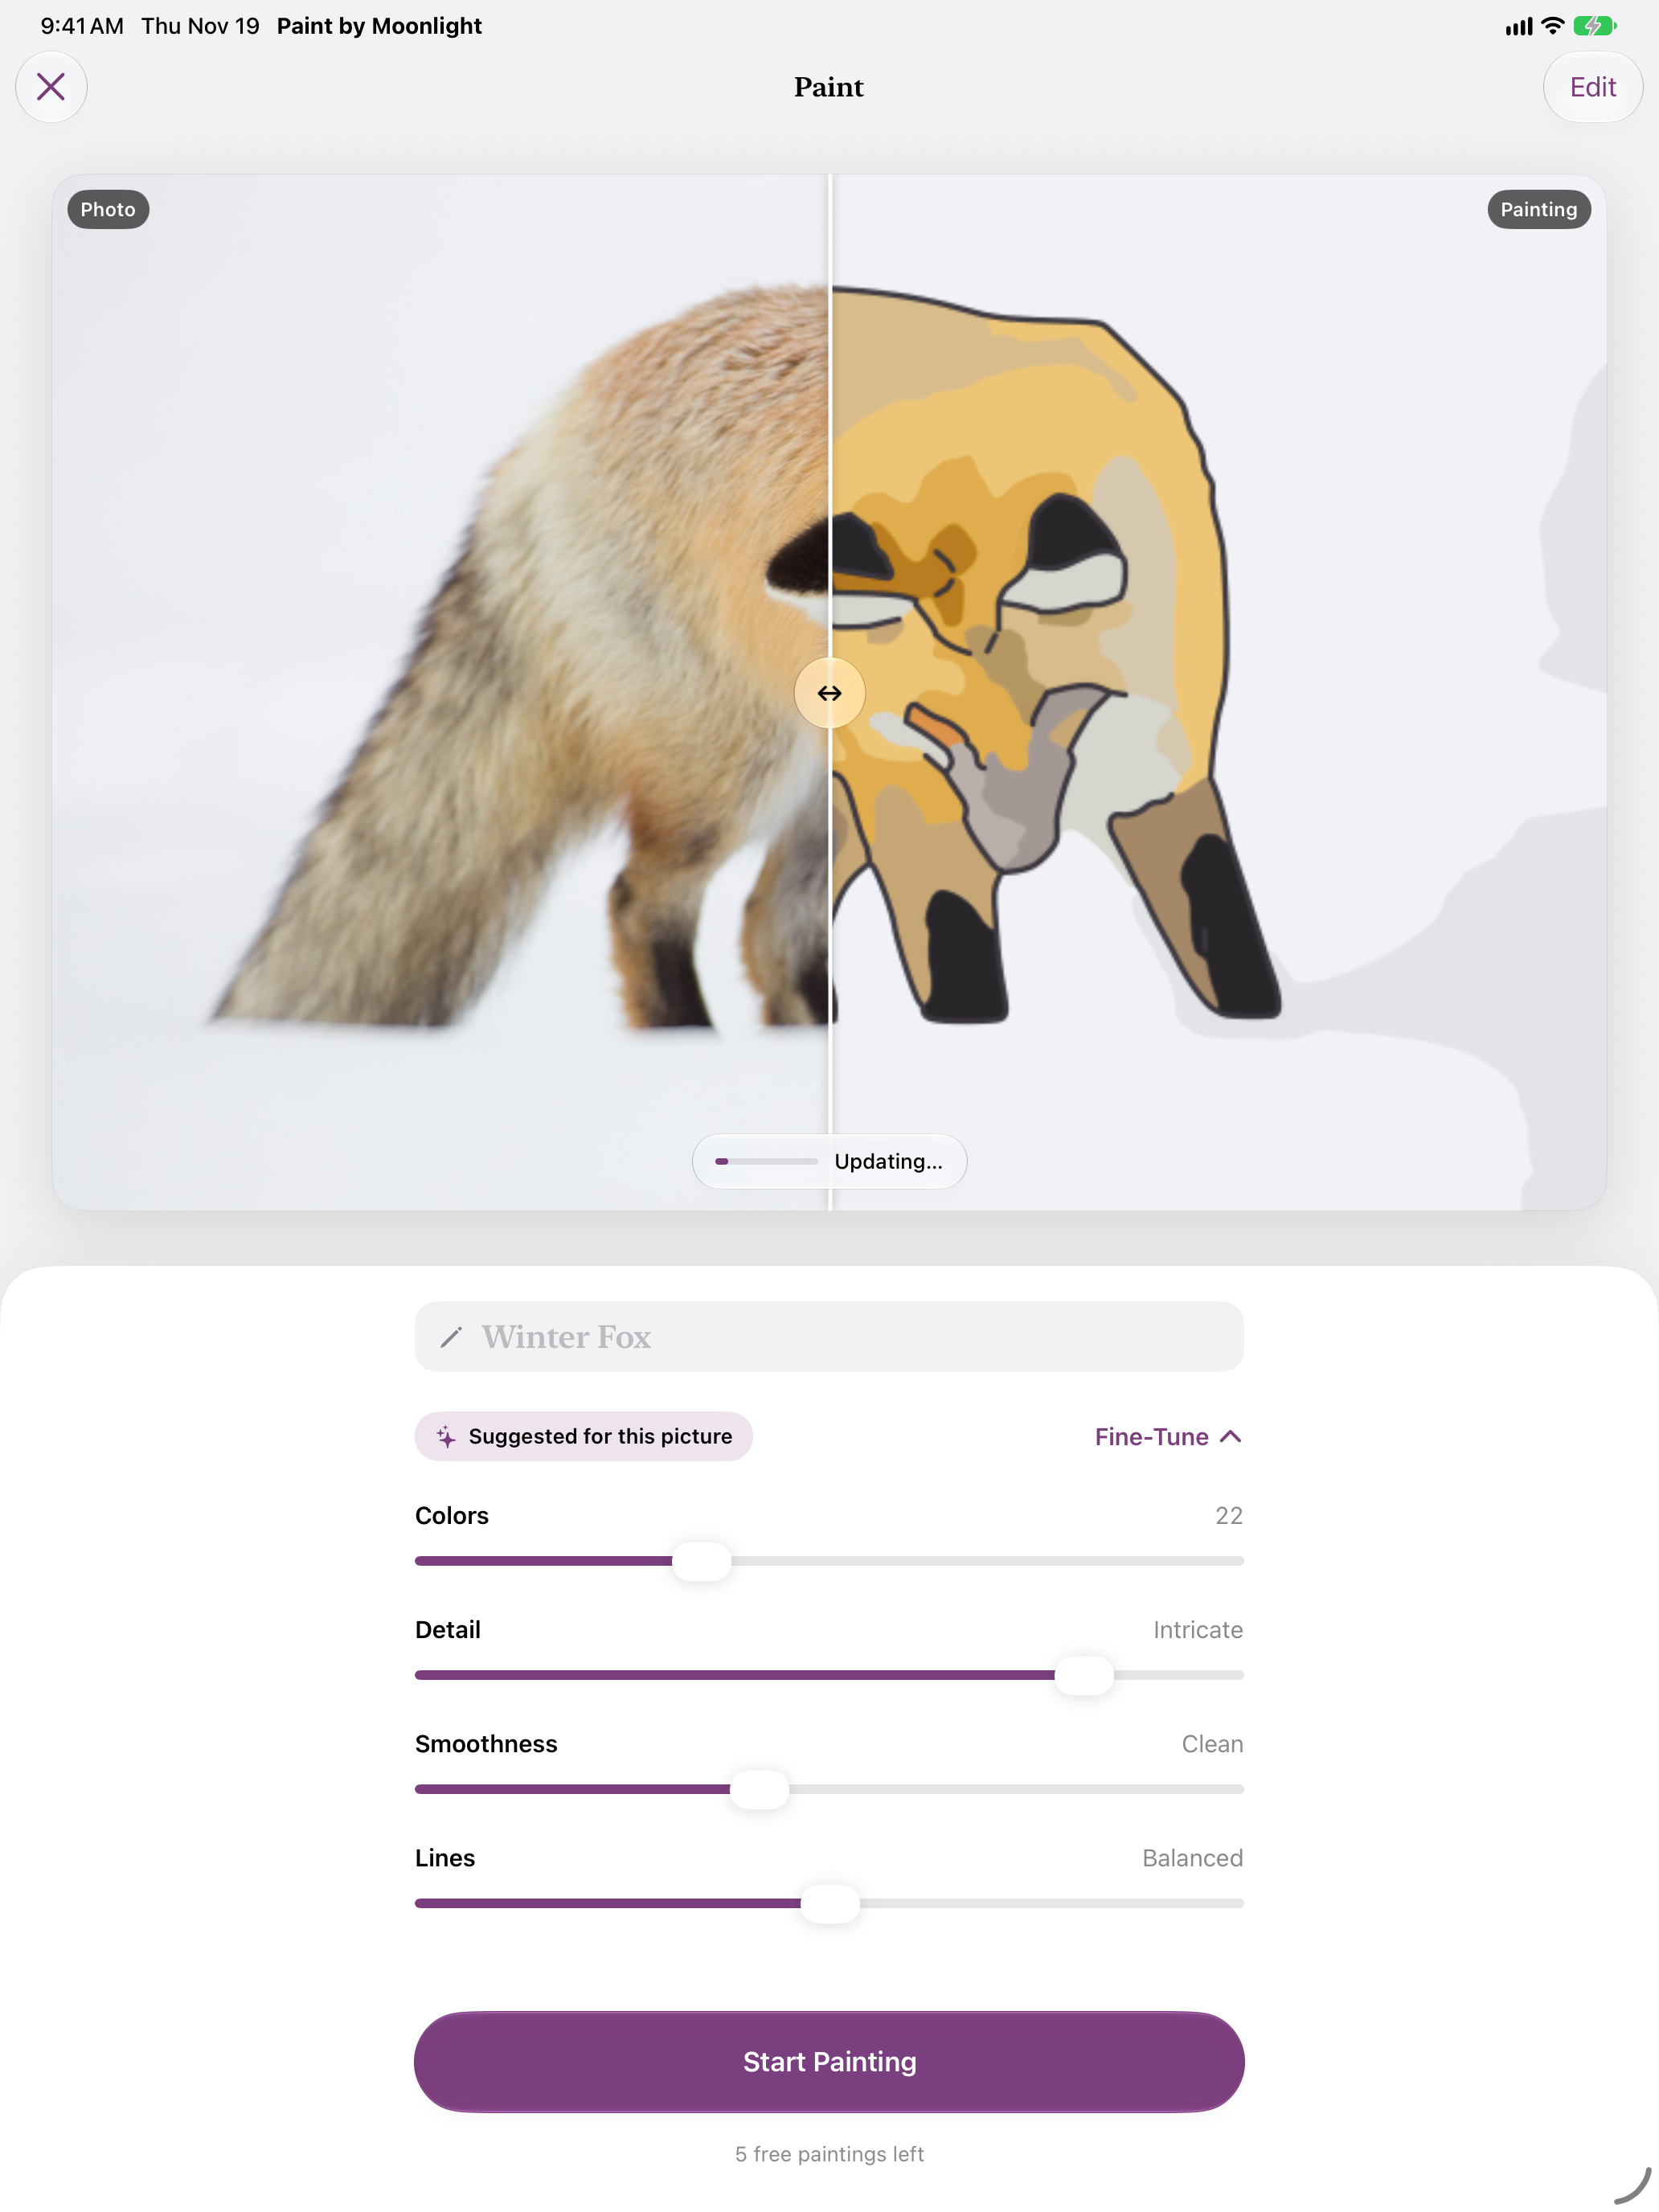 9:41 AM Thu Nov 19 Paint by Moonlight
Paint
Edit
Photo
Painting
Updating...
Winter Fox
Suggested for this picture
Fine-Tune
Colors
22
Detail
Intricate
Smoothness
Clean
Lines
Balanced
Start Painting
5 free paintings left